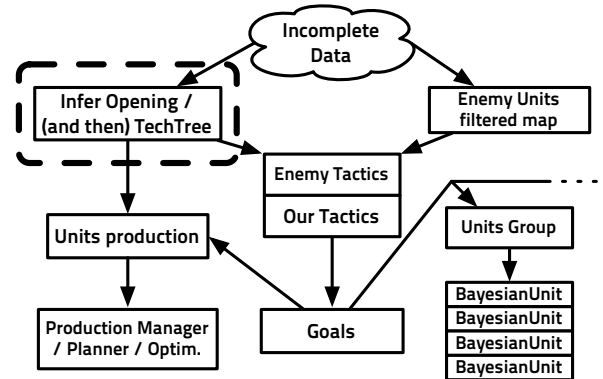 Incomplete
Data
Infer Opening /
(and then) TechTree
Enemy Units
filtered map
Enemy Tactics
Our Tactics
Units production
Units Group
Production Manager
/ Planner / Optim.
Goals
BayesianUnit
BayesianUnit
BayesianUnit
BayesianUnit